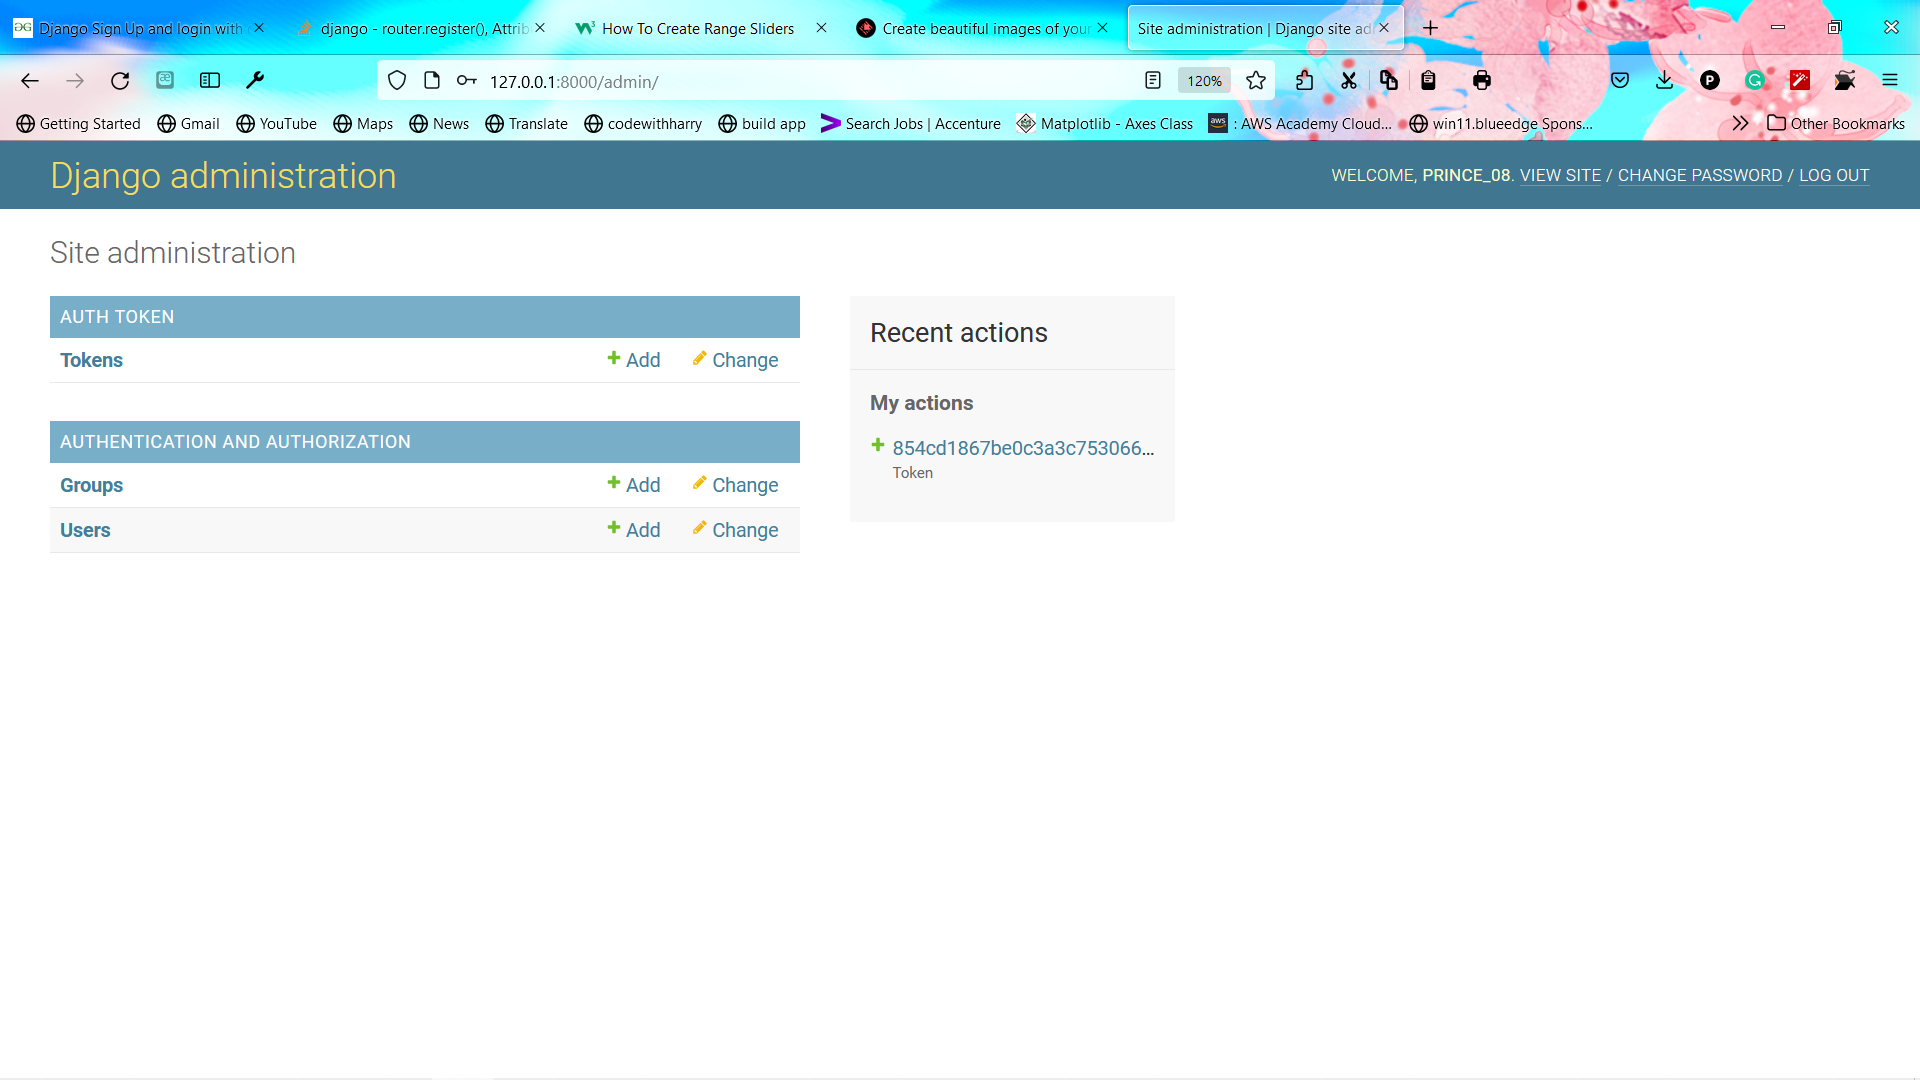 Django Sign Up and login with
django - router.register(), Attrib
How To Create Range Sliders
Create beautiful images of your
Site administration | Django site ad
127.0.0.1:8000/admin/
120%
Getting Started
Gmail
YouTube
Maps
News
Translate
codewithharry
build app
Search Jobs | Accenture
Matplotlib - Axes Class
aws
: AWS Academy Cloud...
win11.blueedge Spons...
Other Bookmarks
Django administration
WELCOME, PRINCE_08. VIEW SITE / CHANGE PASSWORD / LOG OUT
Site administration
AUTH TOKEN
Tokens
Add
Change
AUTHENTICATION AND AUTHORIZATION
Groups
Add
Change
Users
Add
Change
Recent actions
My actions
854cd1867be0c3a3c753066...
Token